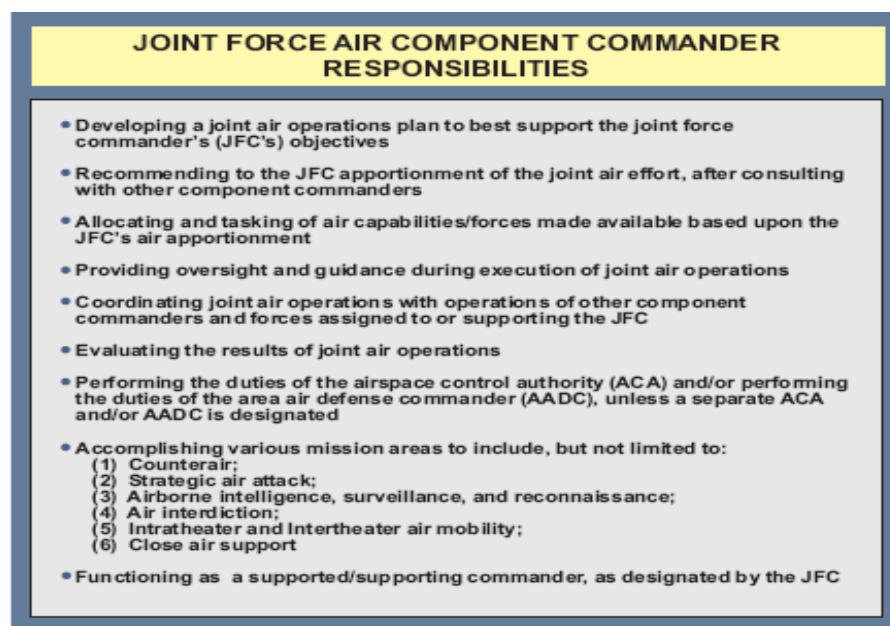 JOINT FORCE AIR COMPONENT COMMANDER
RESPONSIBILITIES
• Developing a joint air operations plan to best support the joint force
commander's (JFC's) objectives
• Recommending to the JFC apportionment of the joint air effort, after consulting
with other component commanders
• Allocating and tasking of air capabilities/forces made available based upon the
JFC's air apportionment
• Providing oversight and guidance during execution of joint air operations
• Coordinating joint air operations with operations of other component
commanders and forces assigned to or supporting the JFC
• Evaluating the results of joint air operations
• Performing the duties of the airspace control authority (ACA) and/or performing
the duties of the area air defense commander (AADC), unless a separate ACA
and/or AADC is designated
• Accomplishing various mission areas to include, but not limited to:
(1) Counterair;
(2) Strategic air attack;
(3) Airborne intelligence, surveillance, and reconnaissance;
(4) Air interdiction;
(5) Intratheater and Intertheater air mobility;
(6) Close air support
• Functioning as a supported/supporting commander, as designated by the JFC